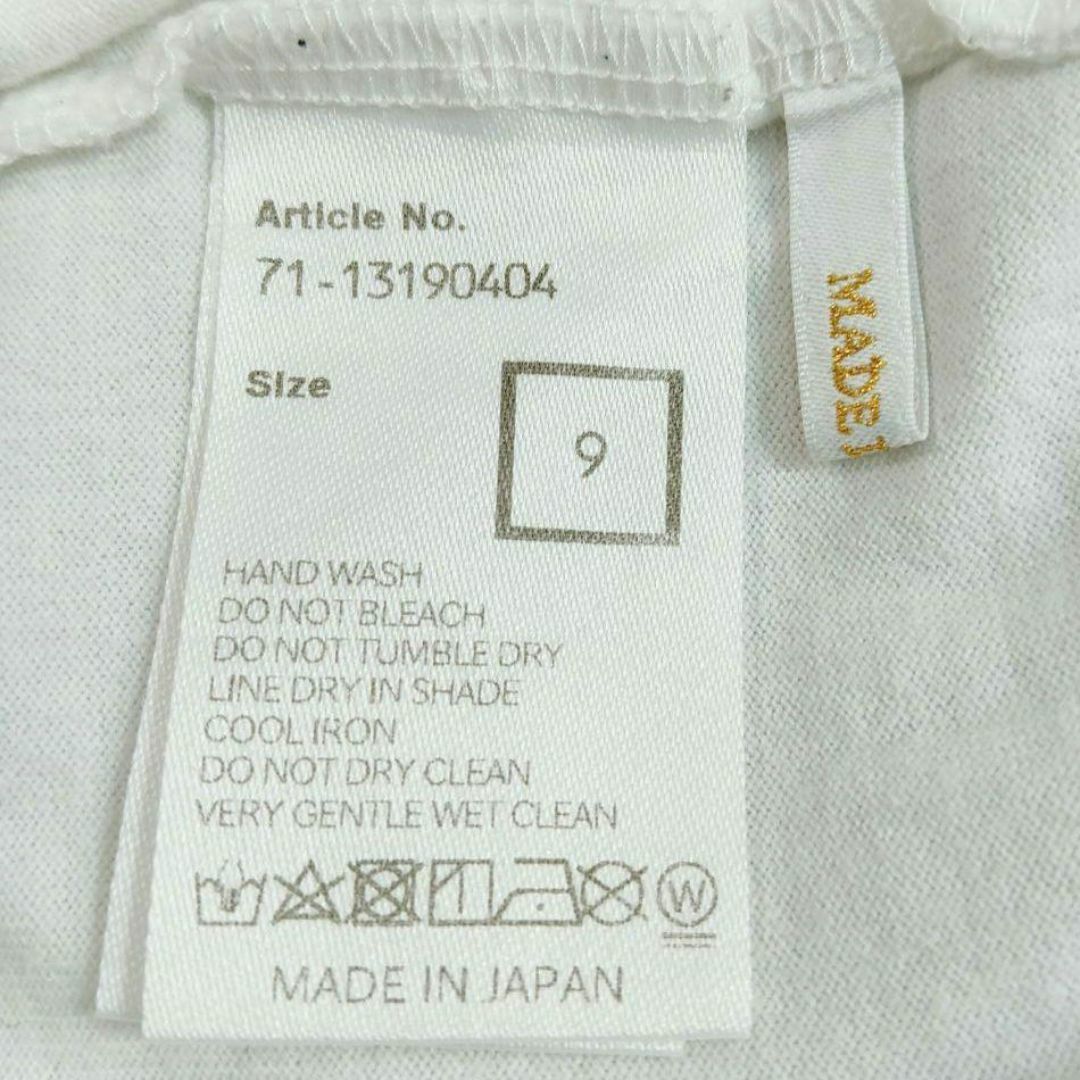 Article No.
71-13190404
Size
9
HAND WASH
DO NOT BLEACH
DO NOT TUMBLE DRY
LINE DRY IN SHADE
COOL IRON
DO NOT DRY CLEAN
VERY GENTLE WET CLEAN
W
MADE IN JAPAN
MADE